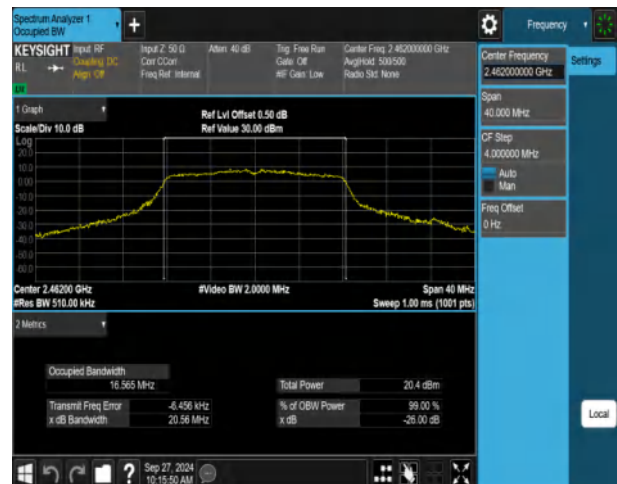 Spectrum Analyzer 1
Occupied BW
Frequency
KEYSIGHT Input: RF
Input Z: 50 Ω
Atten: 40 dB
Trig: Free Run
Center Freq: 2.462000000 GHz
RL
Coupling: DC
Corr CCorr
Gate: Off
Avg|Hold: 500/500
Align: Off
Freq Ref: Internal
#IF Gain: Low
Radio Std: None
Center Frequency
2.462000000 GHz
Settings
Span
40.000 MHz
CF Step
4.000000 MHz
Auto
Man
Freq Offset
0 Hz
Local
1 Graph
Ref Lvl Offset 0.50 dB
Scale/Div 10.0 dB
Ref Value 30.00 dBm
Log
20.0
10.0
0.00
-10.0
-20.0
-30.0
-40.0
-50.0
-60.0
Center 2.46200 GHz
#Video BW 2.0000 MHz
Span 40 MHz
#Res BW 510.00 kHz
Sweep 1.00 ms (1001 pts)
2 Metrics
Occupied Bandwidth
16.565 MHz
Total Power
20.4 dBm
Transmit Freq Error
-6.456 kHz
% of OBW Power
99.00 %
x dB Bandwidth
20.56 MHz
x dB
-26.00 dB
?
Sep 27, 2024
10:15:50 AM